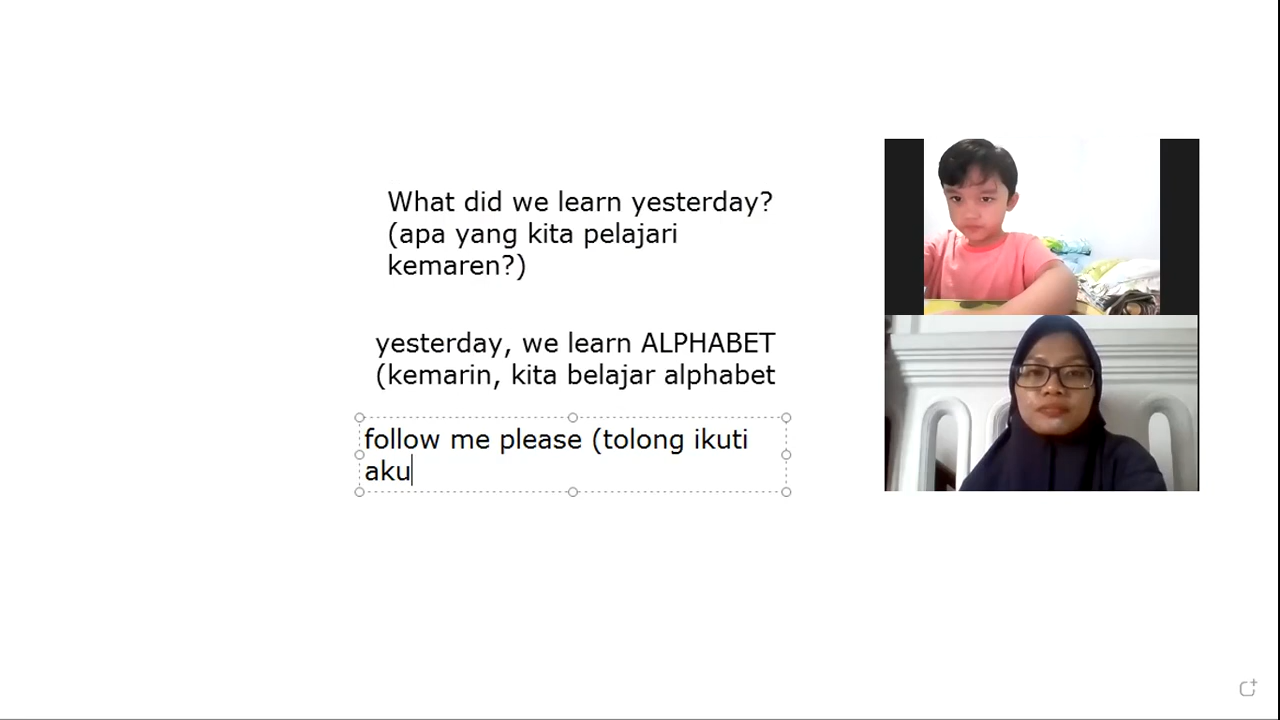 What did we learn yesterday?
(apa yang kita pelajari
kemaren?)
yesterday, we learn ALPHABET
(kemarin, kita belajar alphabet
follow me please (tolong ikuti
aku